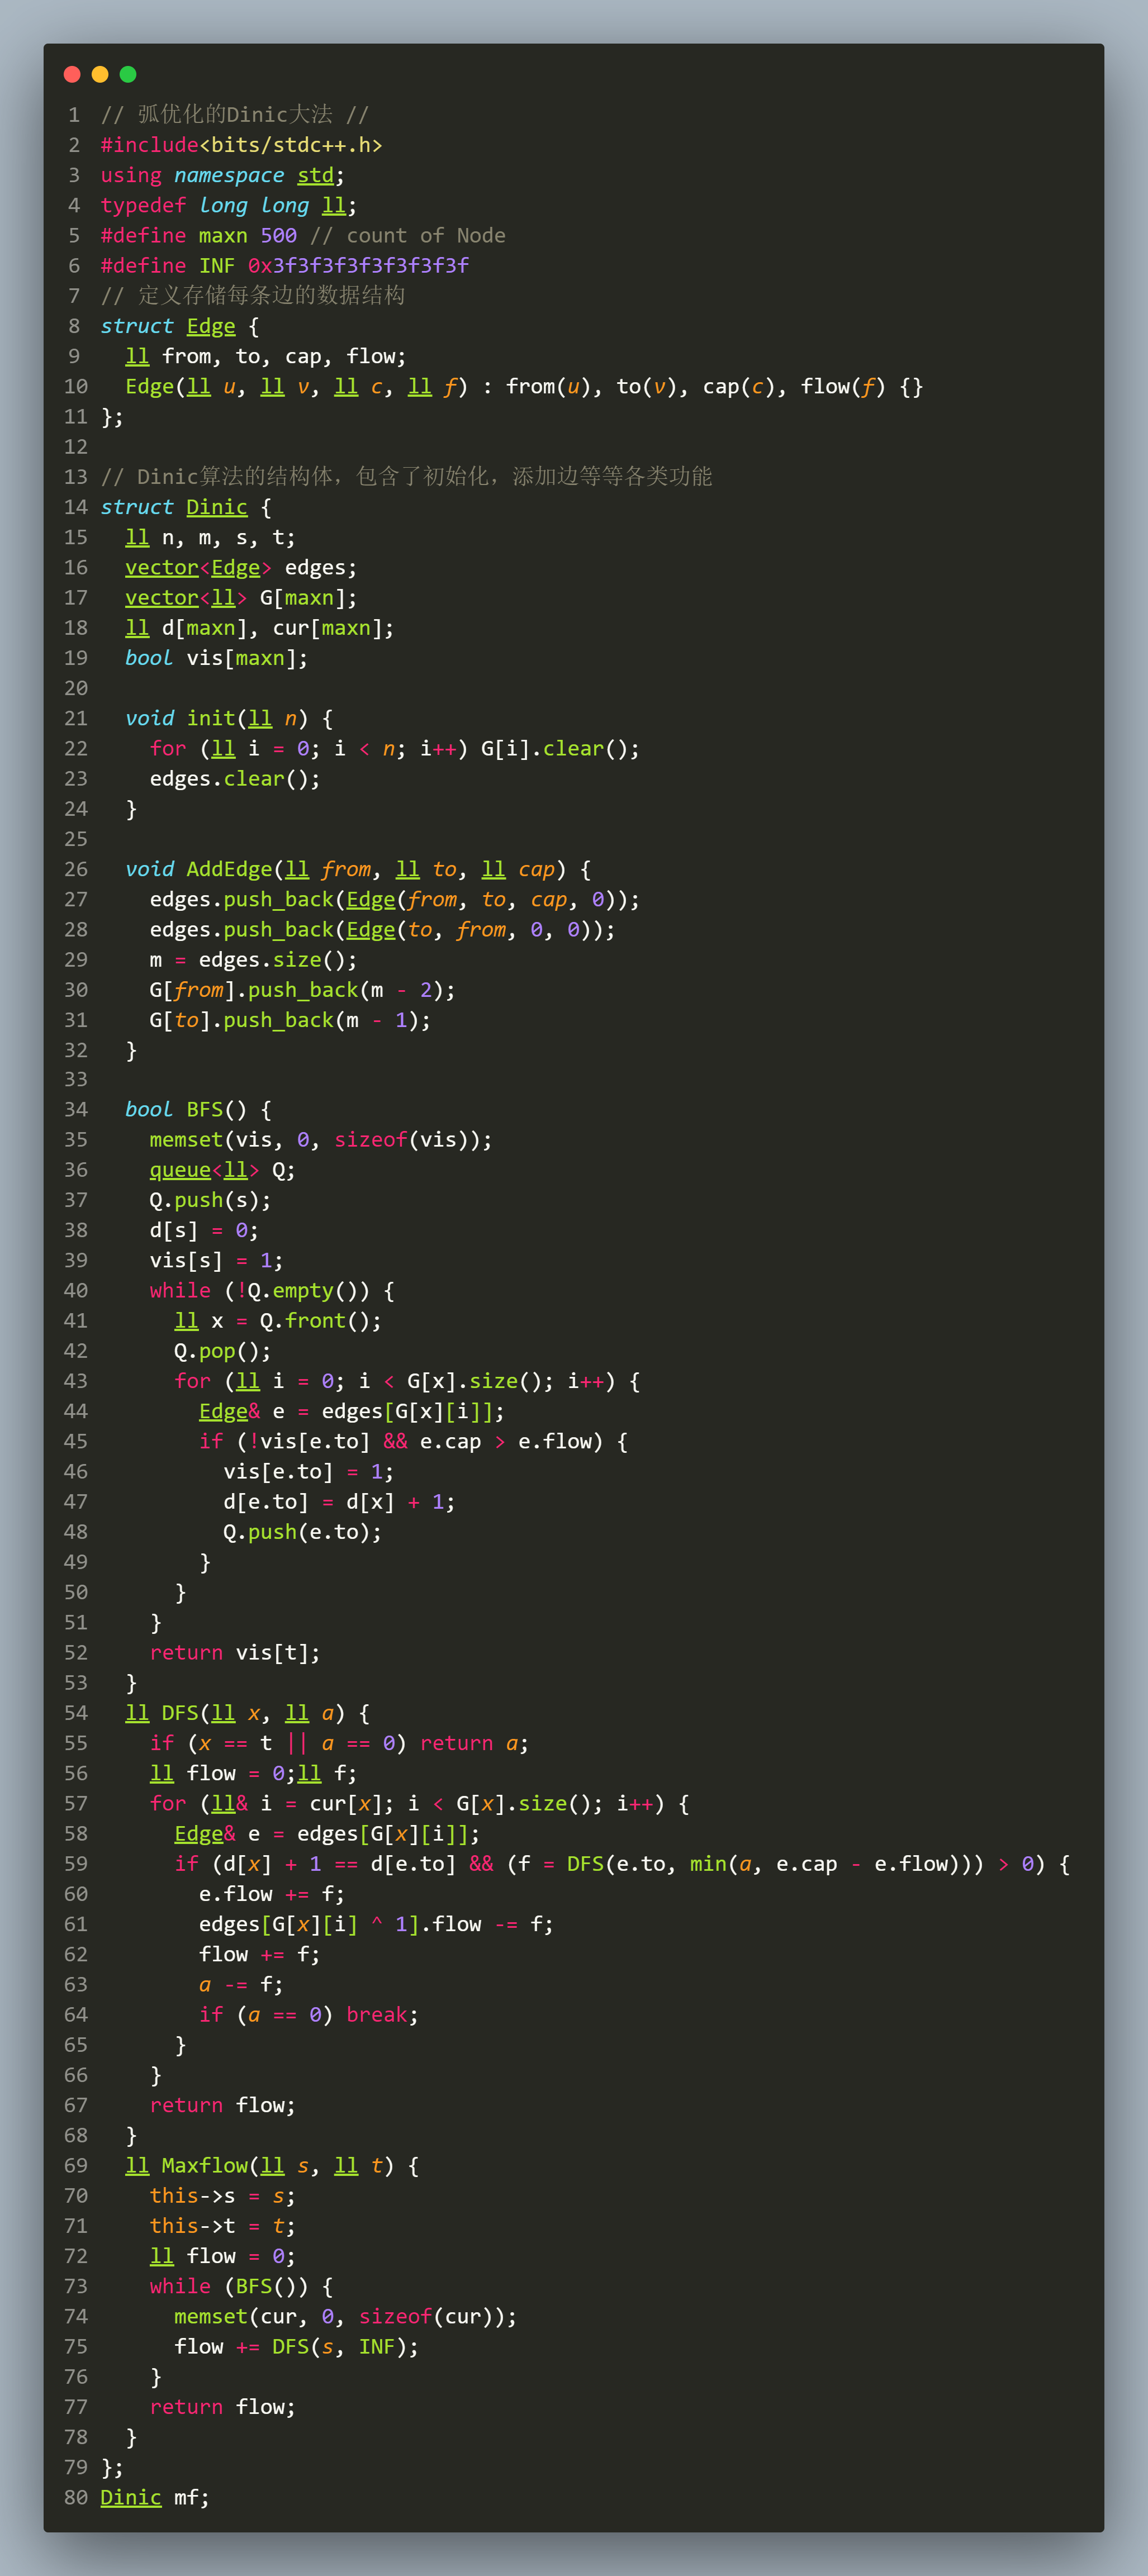 1 // 弧优化的Dinic大法 //
2 #include<bits/stdc++.h>
3 using namespace std;
4 typedef long long ll;
5 #define maxn 500 // count of Node
6 #define INF 0x3f3f3f3f3f3f3f3f
7 // 定义存储每条边的数据结构
8 struct Edge {
9   ll from, to, cap, flow;
10   Edge(ll u, ll v, ll c, ll f) : from(u), to(v), cap(c), flow(f) {}
11 };
12
13 // Dinic算法的结构体，包含了初始化，添加边等等各类功能
14 struct Dinic {
15   ll n, m, s, t;
16   vector<Edge> edges;
17   vector<ll> G[maxn];
18   ll d[maxn], cur[maxn];
19   bool vis[maxn];
20
21   void init(ll n) {
22     for (ll i = 0; i < n; i++) G[i].clear();
23     edges.clear();
24   }
25
26   void AddEdge(ll from, ll to, ll cap) {
27     edges.push_back(Edge(from, to, cap, 0));
28     edges.push_back(Edge(to, from, 0, 0));
29     m = edges.size();
30     G[from].push_back(m - 2);
31     G[to].push_back(m - 1);
32   }
33
34   bool BFS() {
35     memset(vis, 0, sizeof(vis));
36     queue<ll> Q;
37     Q.push(s);
38     d[s] = 0;
39     vis[s] = 1;
40     while (!Q.empty()) {
41       ll x = Q.front();
42       Q.pop();
43       for (ll i = 0; i < G[x].size(); i++) {
44         Edge& e = edges[G[x][i]];
45         if (!vis[e.to] && e.cap > e.flow) {
46           vis[e.to] = 1;
47           d[e.to] = d[x] + 1;
48           Q.push(e.to);
49         }
50       }
51     }
52     return vis[t];
53   }
54   ll DFS(ll x, ll a) {
55     if (x == t || a == 0) return a;
56     ll flow = 0;ll f;
57     for (ll& i = cur[x]; i < G[x].size(); i++) {
58       Edge& e = edges[G[x][i]];
59       if (d[x] + 1 == d[e.to] && (f = DFS(e.to, min(a, e.cap - e.flow))) > 0) {
60         e.flow += f;
61         edges[G[x][i] ^ 1].flow -= f;
62         flow += f;
63         a -= f;
64         if (a == 0) break;
65       }
66     }
67     return flow;
68   }
69   ll Maxflow(ll s, ll t) {
70     this->s = s;
71     this->t = t;
72     ll flow = 0;
73     while (BFS()) {
74       memset(cur, 0, sizeof(cur));
75       flow += DFS(s, INF);
76     }
77     return flow;
78   }
79 };
80 Dinic mf;